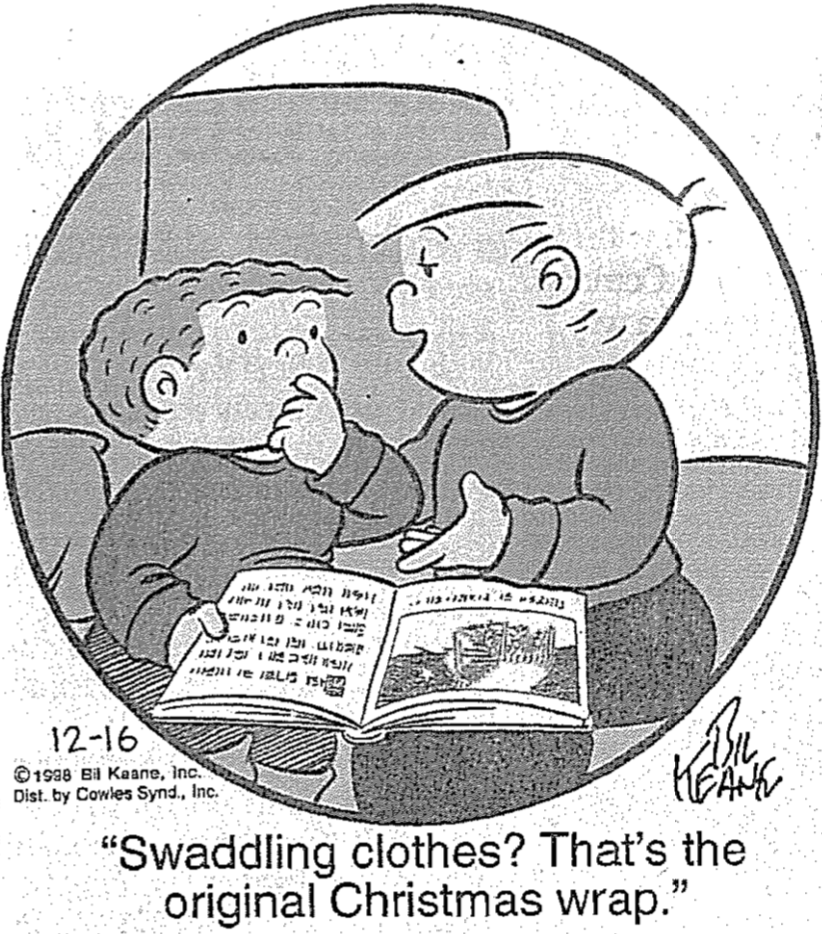 12-16
©1998 Bil Keane, Inc.
Dist. by Cowles Synd., Inc.
BIL
KEANE
“Swaddling clothes? That's the
original Christmas wrap.”